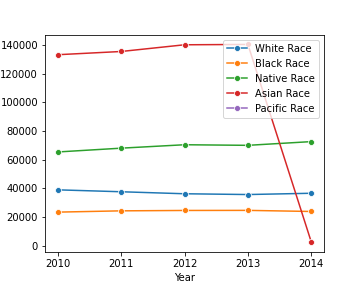 140000
120000
100000
80000
60000
40000
20000
0
2010 2011 2012 2013 2014
Year
White Race
Black Race
Native Race
Asian Race
Pacific Race